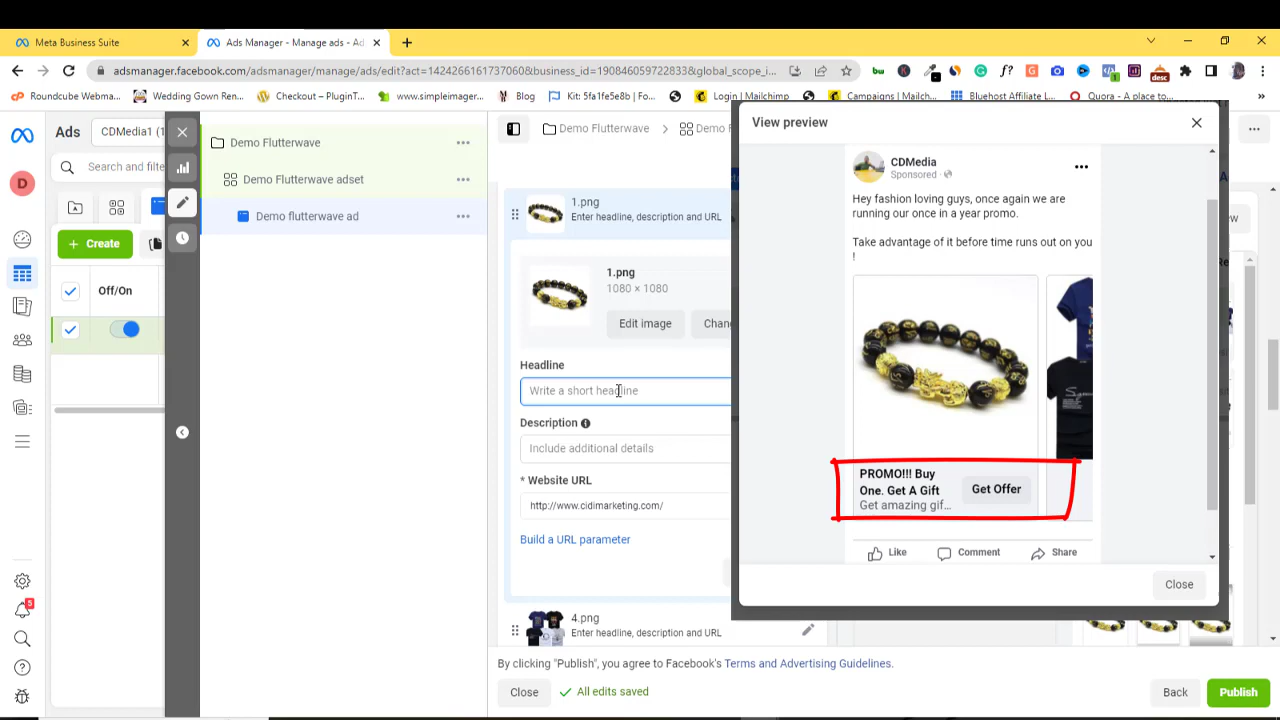 Meta Business Suite
Ads Manager - Manage ads - Ad
adsmanager.facebook.com/adsmanager/manage/ads/edit?act=1424266161737060&business_id=1908460597228833&global_scope_i...
Roundcube Webma...
Wedding Gown Ren...
Checkout – PluginT...
www.simpleimager...
Blog
Kit: 5fa1fe5e8b | Fo...
Login | Mailchimp
Campaigns | Mailch...
Bluehost Affiliate L...
Quora - A place to...
desc
Ads
CDMedia1 (1
Search and filte
Create
Off/On
D
5
Demo Flutterwave
Demo Flutterwave adset
Demo flutterwave ad
Demo Flutterwave
Demo F
1.png
Enter headline, description and URL
1.png
1080 × 1080
Edit image
Chan
Headline
Write a short headline
Description
Include additional details
* Website URL
http://www.cidimarketing.com/
Build a URL parameter
4.png
Enter headline, description and URL
View preview
CDMedia
Sponsored ·
Hey fashion loving guys, once again we are
running our once in a year promo.
Take advantage of it before time runs out on you
!
PROMO!!! Buy
One. Get A Gift
Get amazing gif...
Get Offer
Like
Comment
Share
Close
By clicking "Publish", you agree to Facebook's Terms and Advertising Guidelines.
Close
All edits saved
Back
Publish